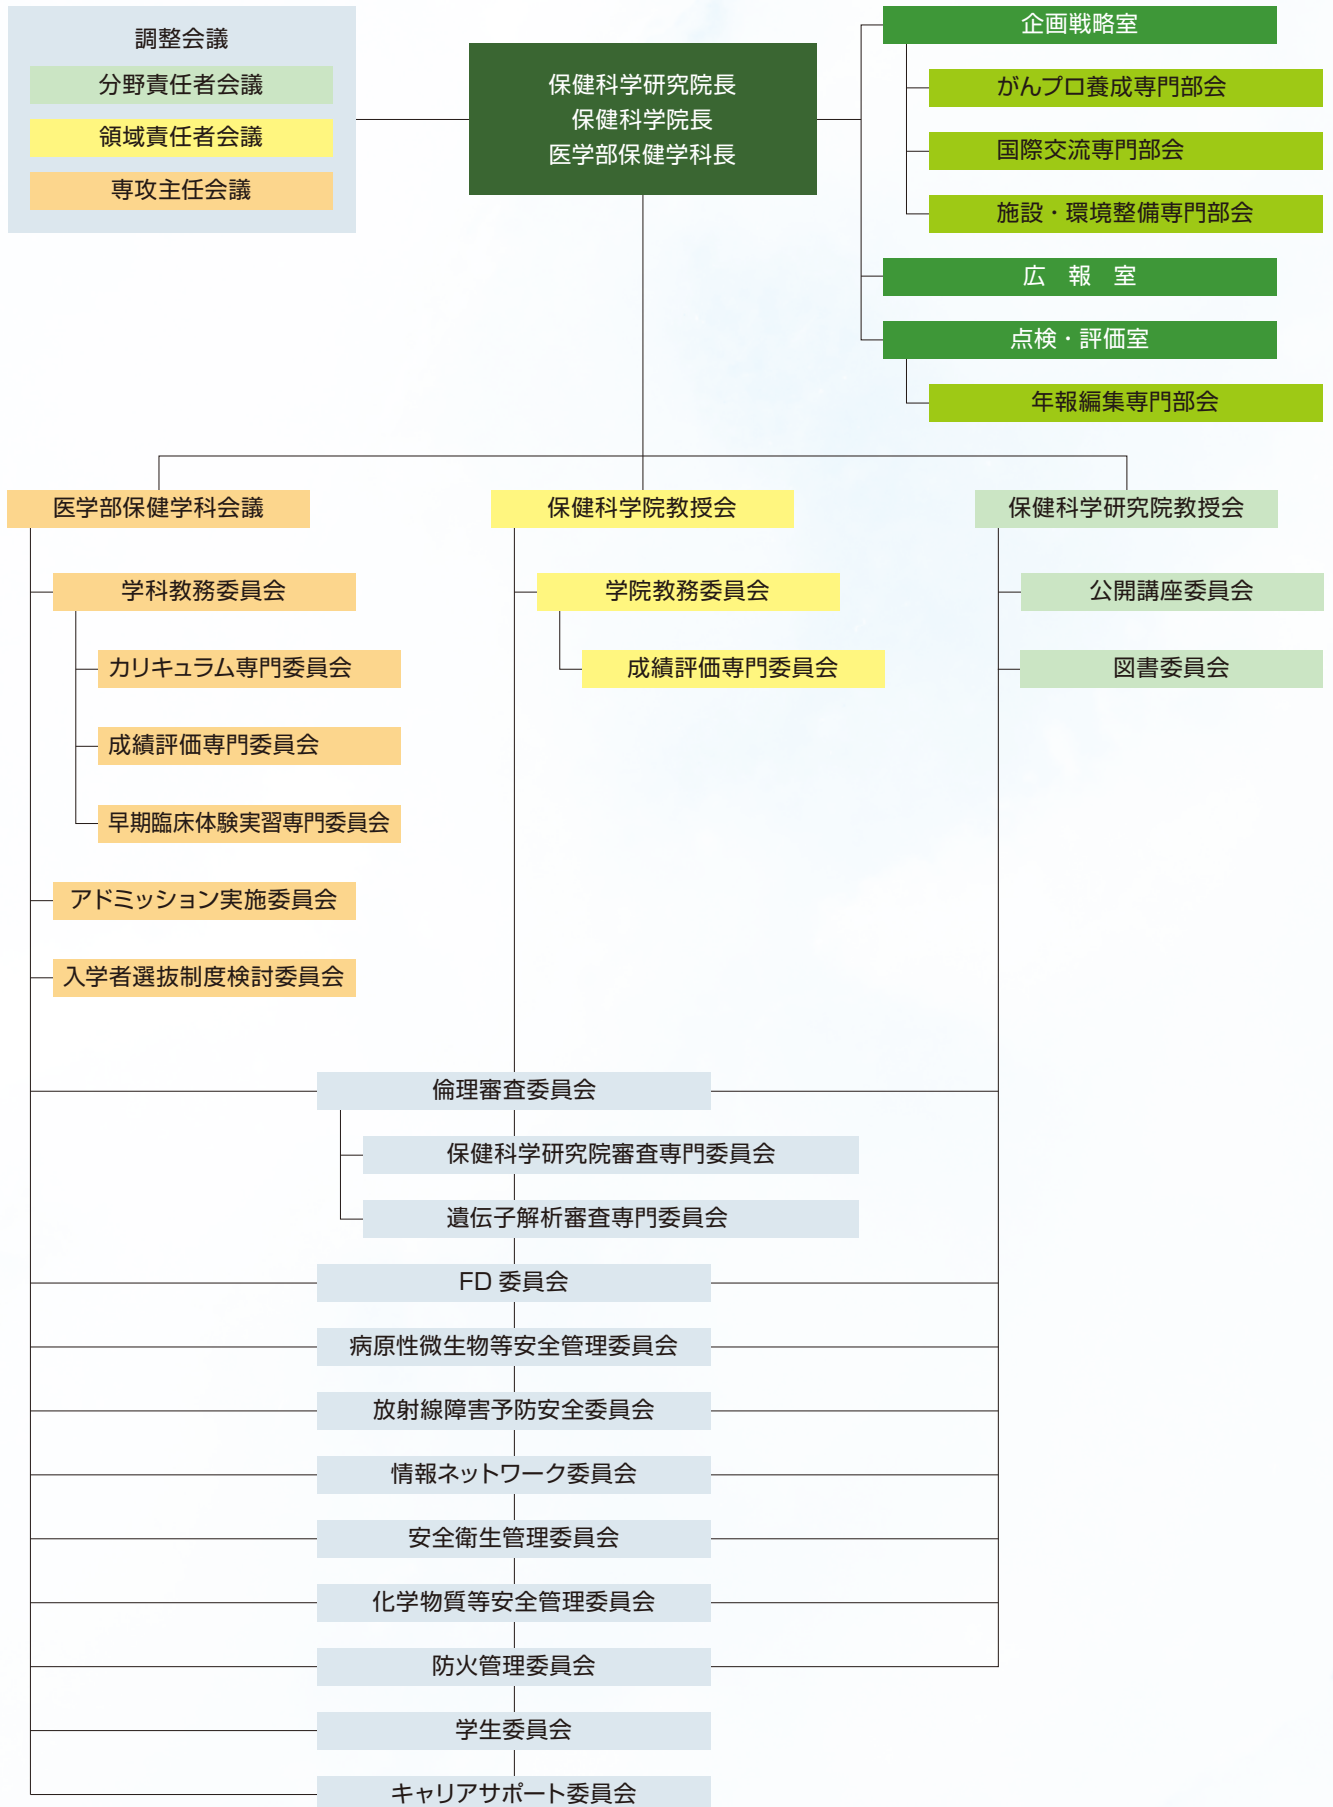 調整会議
分野責任者会議
領域責任者会議
専攻主任会議
保健科学研究院長
保健科学院長
医学部保健学科長
企画戦略室
がんプロ養成専門部会
国際交流専門部会
施設・環境整備専門部会
広　報　室
点検・評価室
年報編集専門部会
医学部保健学科会議
保健科学院教授会
保健科学研究院教授会
学科教務委員会
学院教務委員会
公開講座委員会
カリキュラム専門委員会
成績評価専門委員会
図書委員会
成績評価専門委員会
早期臨床体験実習専門委員会
アドミッション実施委員会
入学者選抜制度検討委員会
倫理審査委員会
保健科学研究院審査専門委員会
遺伝子解析審査専門委員会
FD 委員会
病原性微生物等安全管理委員会
放射線障害予防安全委員会
情報ネットワーク委員会
安全衛生管理委員会
化学物質等安全管理委員会
防火管理委員会
学生委員会
キャリアサポート委員会